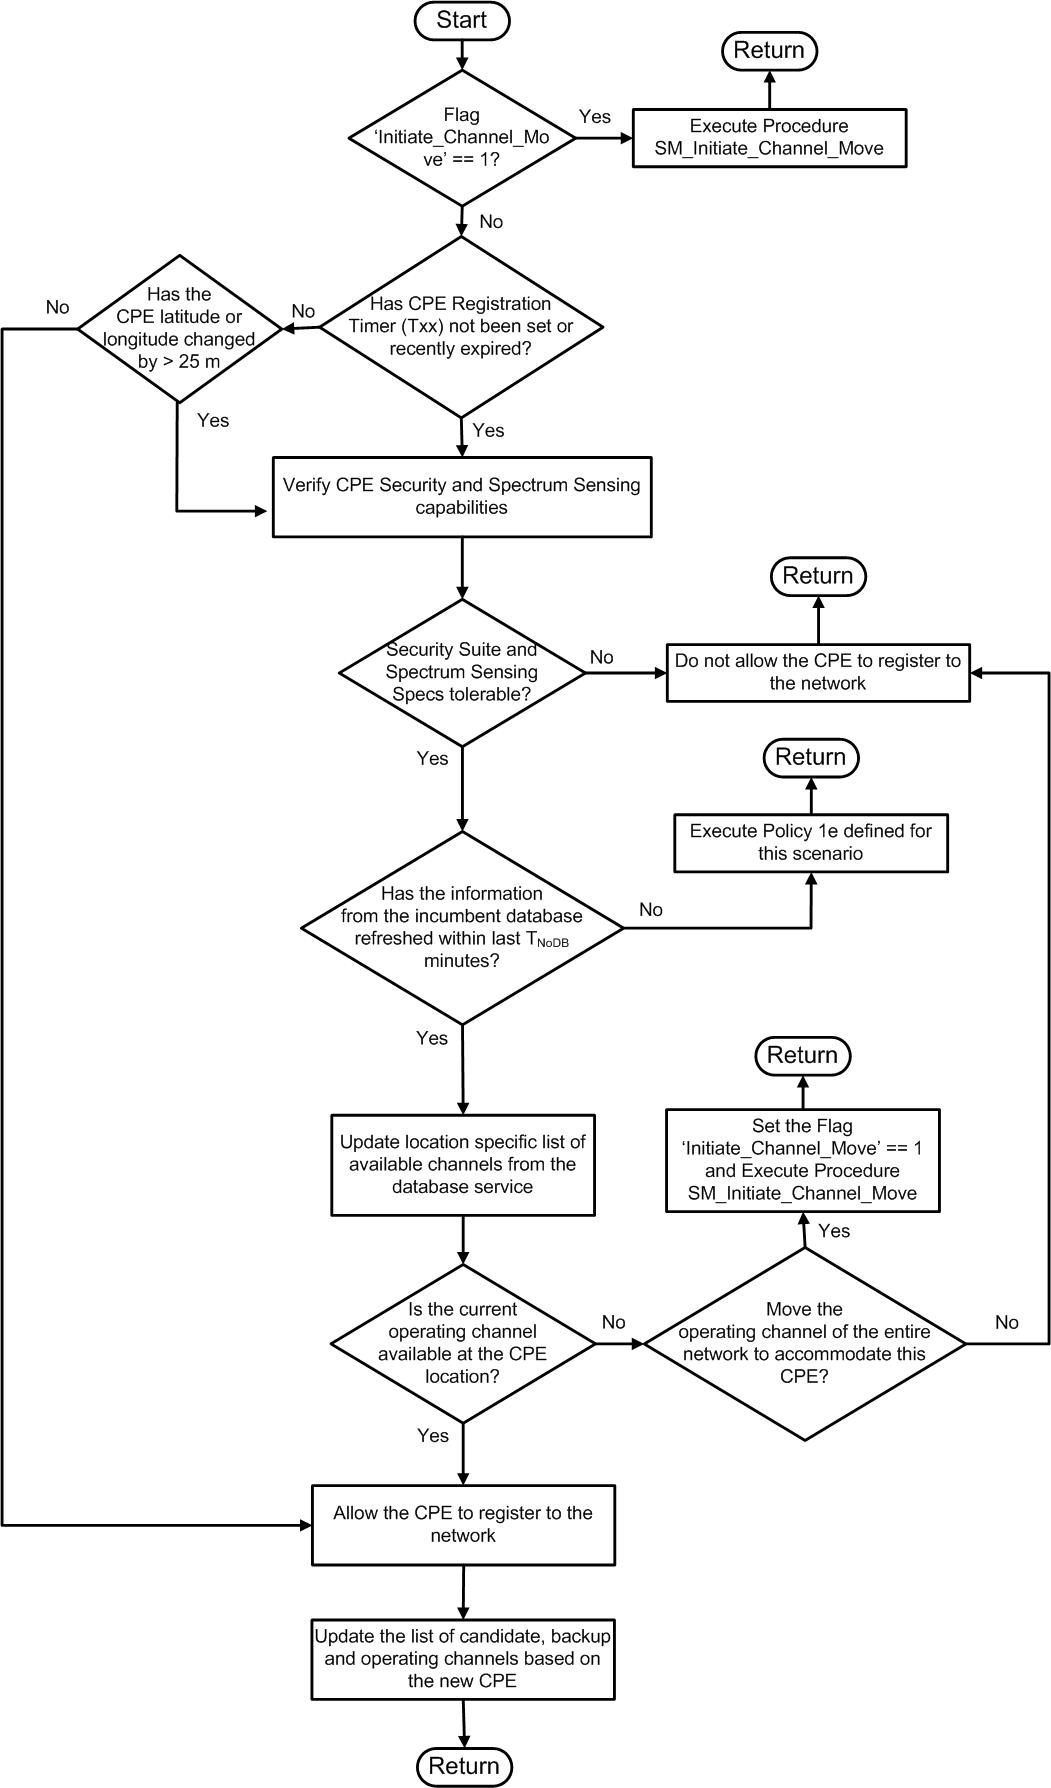 Start
Return
Flag
‘Initiate_Channel_Mo
ve’ == 1?
Yes
Execute Procedure
SM_Initiate_Channel_Move
No
Has CPE Registration
Timer (Txx) not been set or
recently expired?
No
Has the
CPE latitude or
longitude changed
by > 25 m
No
Yes
Yes
Verify CPE Security and Spectrum Sensing
capabilities
Return
Security Suite and
Spectrum Sensing
Specs tolerable?
No
Do not allow the CPE to register to
the network
Yes
Return
Execute Policy 1e defined for
this scenario
Has the information
from the incumbent database
refreshed within last TNoDB
minutes?
No
Yes
Return
Update location specific list of
available channels from the
database service
Set the Flag
‘Initiate_Channel_Move’ == 1
and Execute Procedure
SM_Initiate_Channel_Move
Yes
Is the current
operating channel
available at the CPE
location?
No
Move the
operating channel of the entire
network to accommodate this
CPE?
No
Yes
Allow the CPE to register to the
network
Update the list of candidate, backup
and operating channels based on
the new CPE
Return